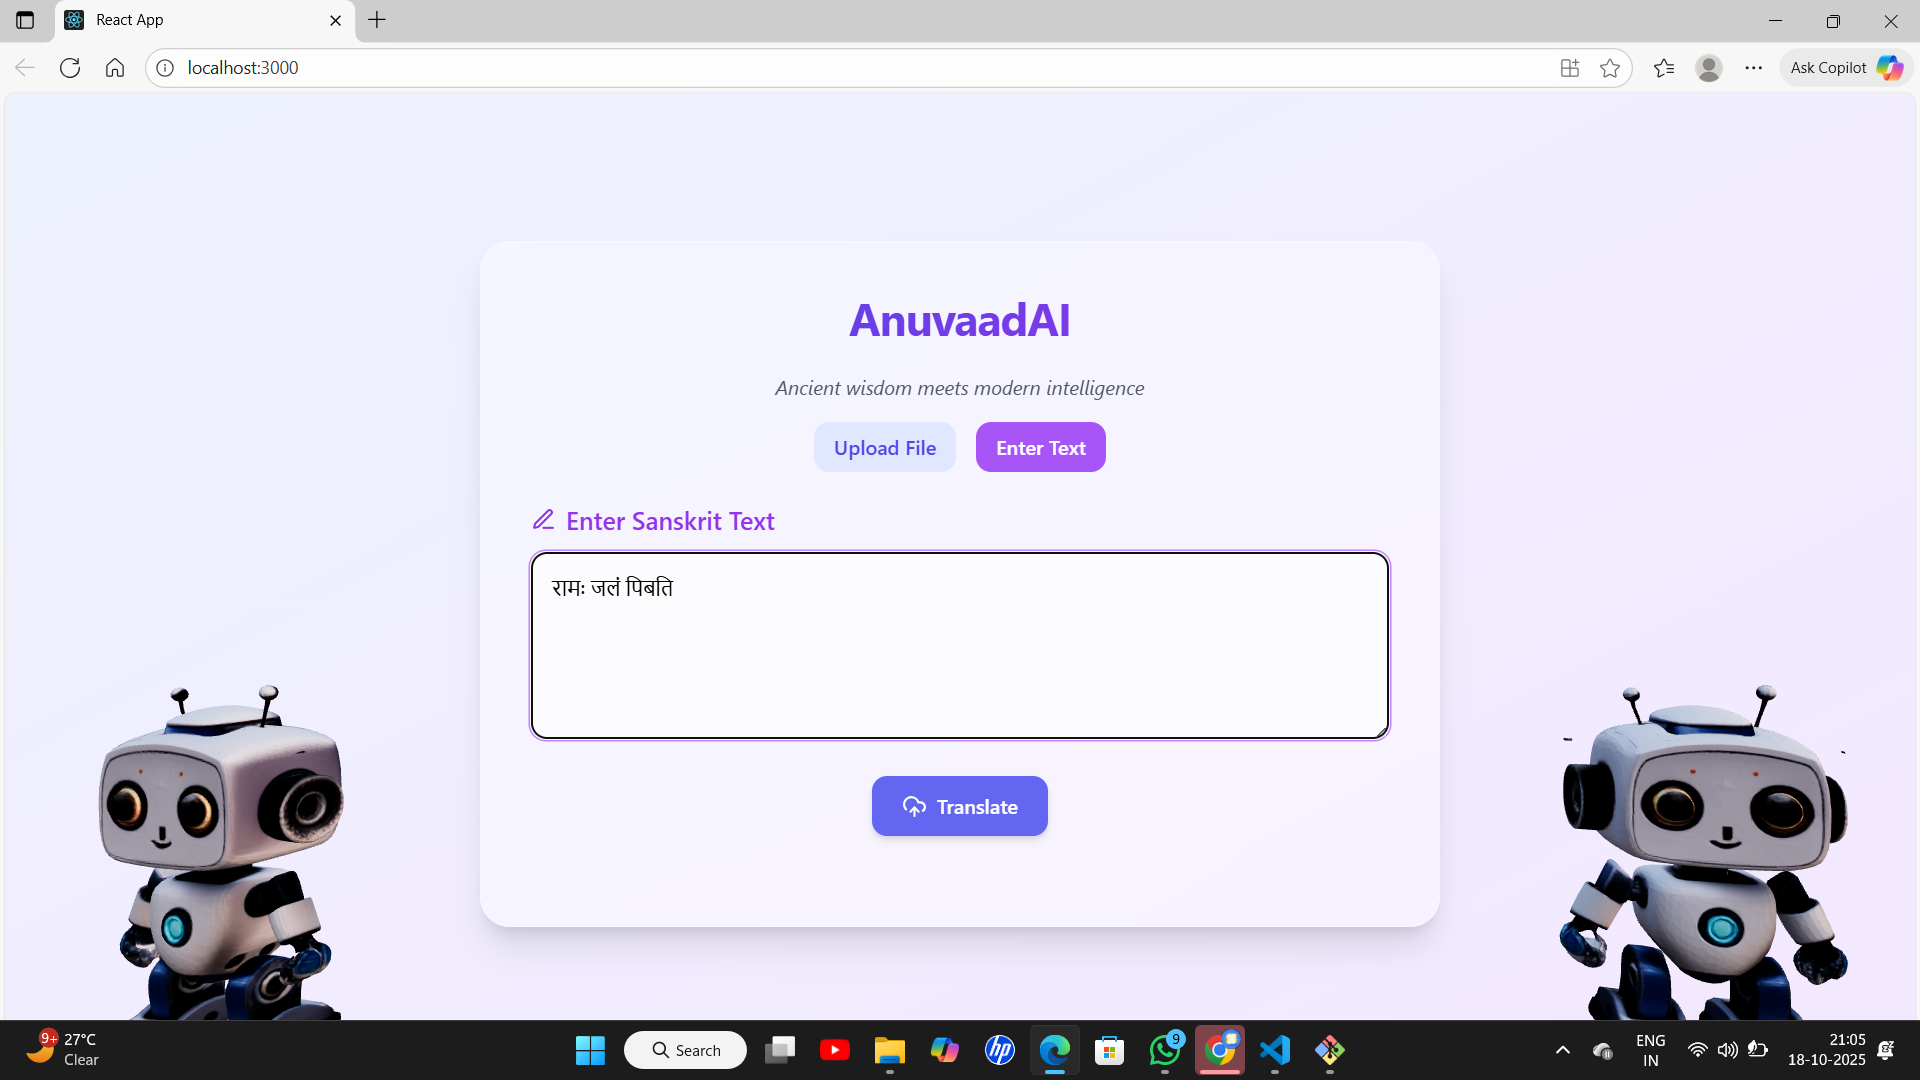 React App
localhost:3000
Ask Copilot
AnuvaadAI
Ancient wisdom meets modern intelligence
Upload File
Enter Text
Enter Sanskrit Text
रामः जलं पिबति
Translate
9+
27°C
Clear
Search
hp
9
ENG
IN
21:05
18-10-2025